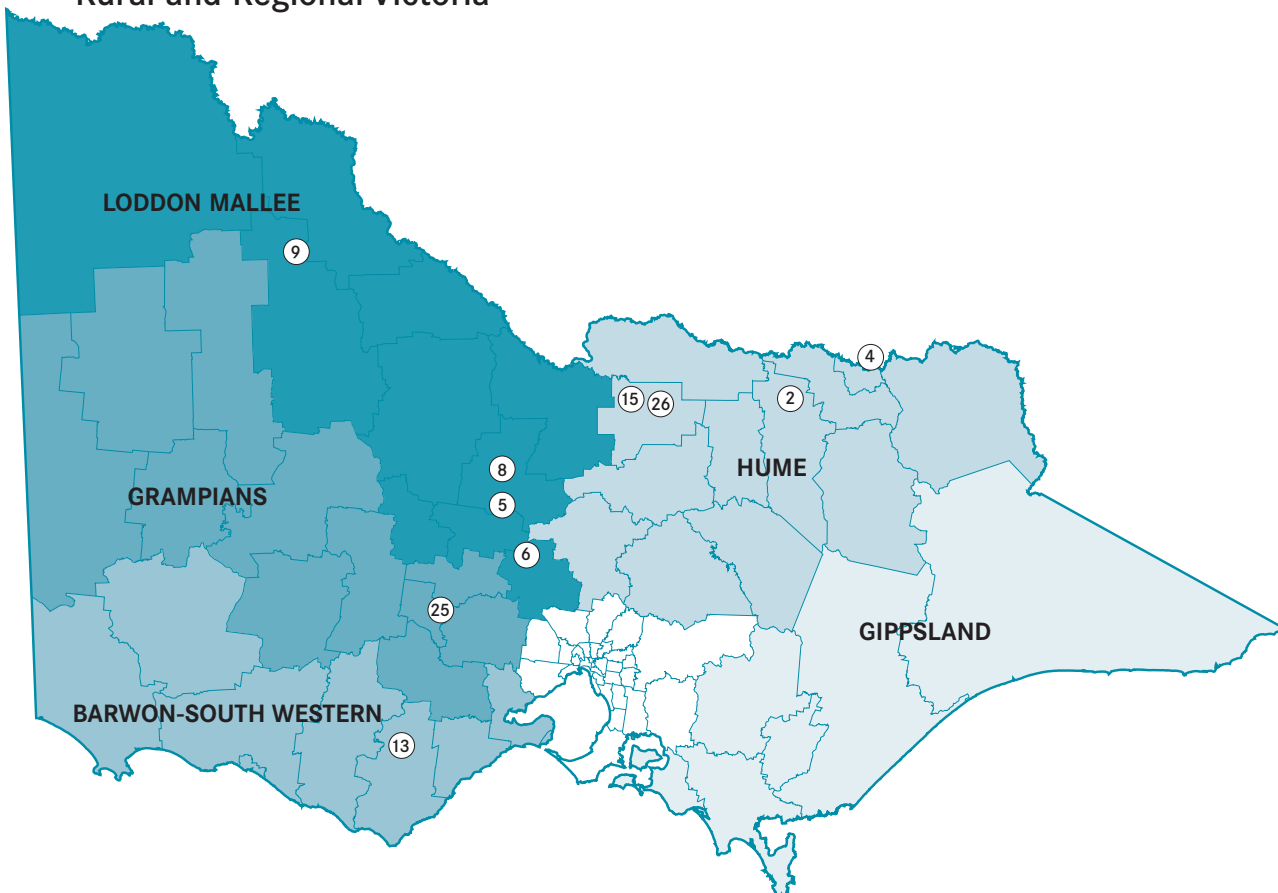 Rural and Regional Victoria
LODDON MALLEE
9
4
15
26
2
8
HUME
GRAMPIANS
5
6
25
GIPPSLAND
BARWON-SOUTH WESTERN
13